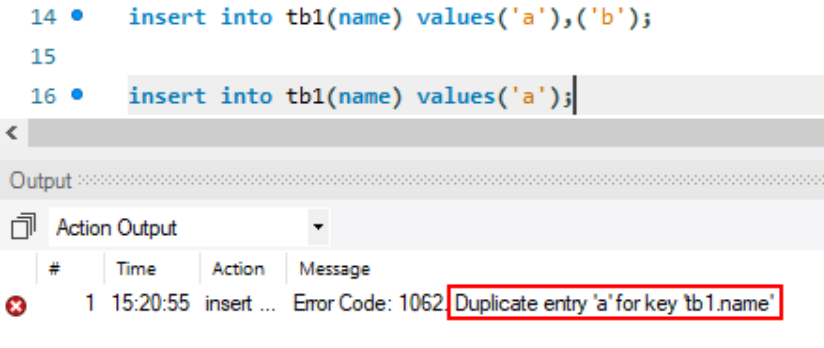 14 insert into tb1(name) values('a'),('b');
15
16 insert into tb1(name) values('a');
Output
Action Output
# Time Action Message
1 15:20:55 insert ... Error Code: 1062. Duplicate entry 'a' for key 'tb1.name'